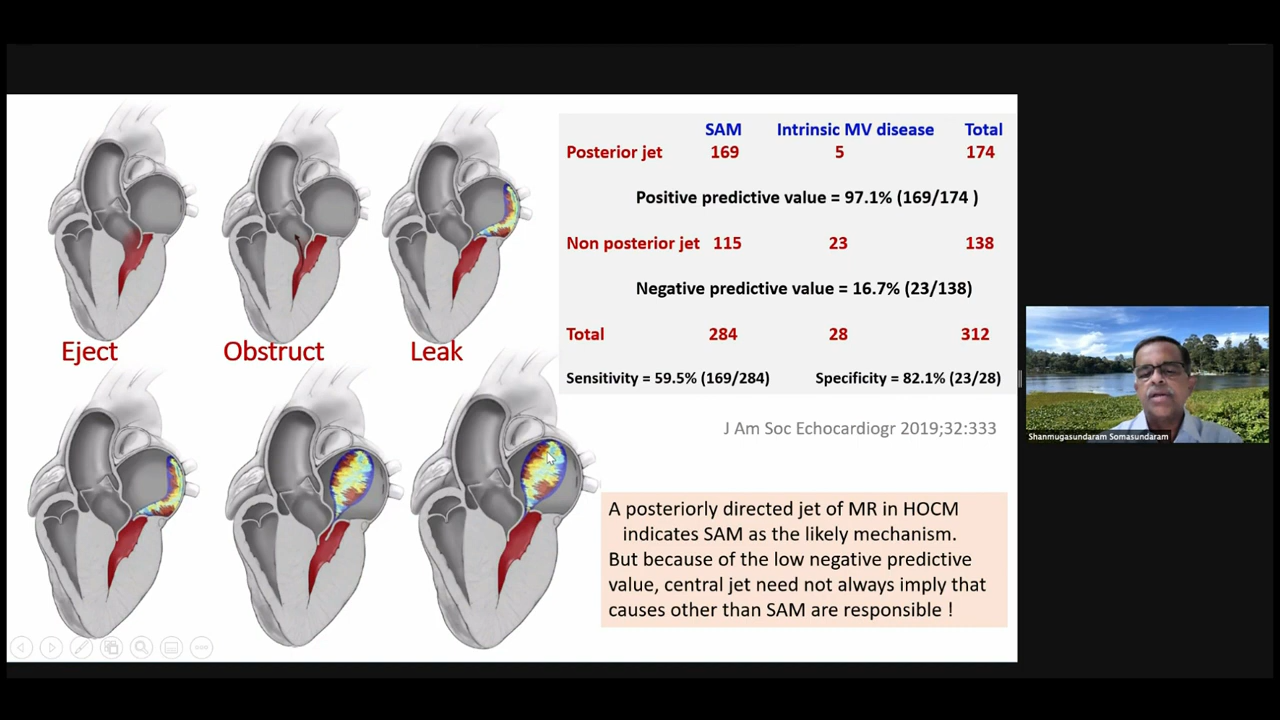 SAM Intrinsic MV disease Total
Posterior jet 169 5 174
Positive predictive value = 97.1% (169/174 )
Non posterior jet 115 23 138
Negative predictive value = 16.7% (23/138)
Total 284 28 312
Sensitivity = 59.5% (169/284) Specificity = 82.1% (23/28)
Eject Obstruct Leak
J Am Soc Echocardiogr 2019;32:333
A posteriorly directed jet of MR in HOCM
indicates SAM as the likely mechanism.
But because of the low negative predictive
value, central jet need not always imply that
causes other than SAM are responsible !
Shanmugasundaram Somasundaram